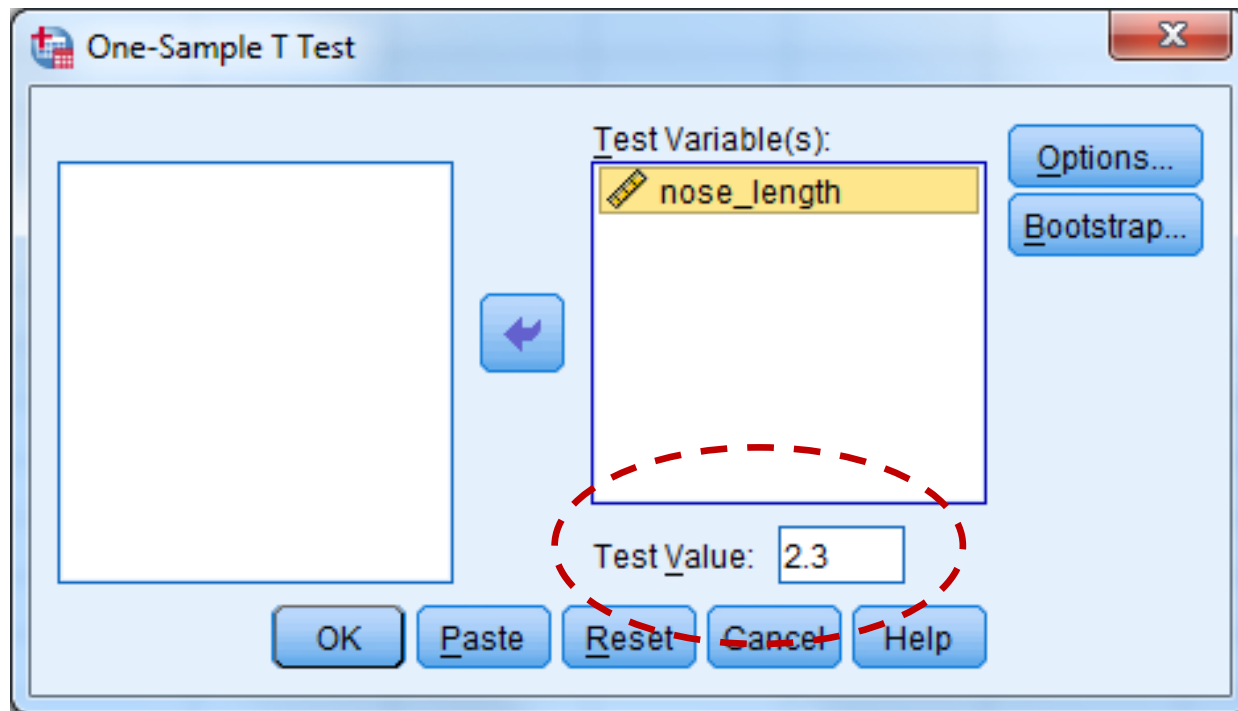 One-Sample T Test
Test Variable(s):
nose_length
Options...
Bootstrap...
Test Value: 2.3
OK Paste Reset Cancel Help